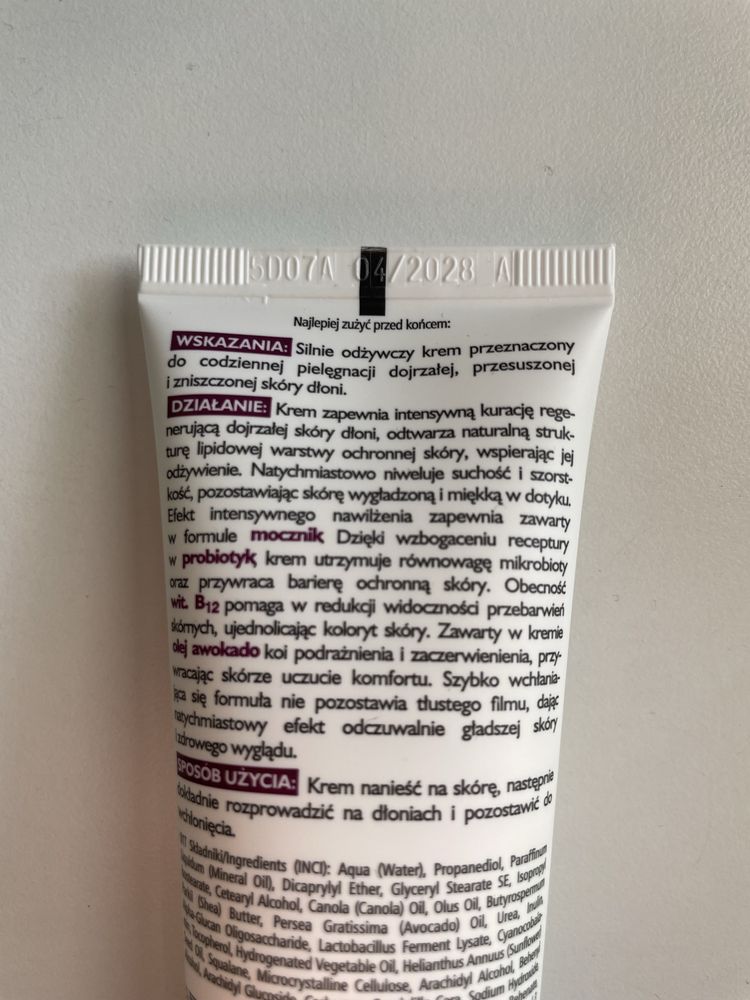 5D07A 04/2028 A
Najlepiej zużyć przed końcem:
WSKAZANIA: Silnie odżywczy krem przeznaczony
do codziennej pielęgnacji dojrzałej, przesuszonej
i zniszczonej skóry dłoni.
DZIAŁANIE: Krem zapewnia intensywną kurację rege-
nerującą dojrzałej skóry dłoni, odtwarza naturalną struk-
turę lipidowej warstwy ochronnej skóry, wspierając jej
odżywienie. Natychmiastowo niweluje suchość i szorst-
kość, pozostawiając skórę wygładzoną i miękką w dotyku.
Efekt intensywnego nawilżenia zapewnia zawarty
w formule mocznik. Dzięki wzbogaceniu receptury
w probiotyk, krem utrzymuje równowagę mikrobioty
oraz przywraca barierę ochronną skóry. Obecność
wit. B12 pomaga w redukcji widoczności przebarwień
skórnych, ujednolicając koloryt skóry. Zawarty w kremie
olej awokado koi podrażnienia i zaczerwienienia, przy-
wracając skórze uczucie komfortu. Szybko wchłania-
jąca się formuła nie pozostawia tłustego filmu, dając
natychmiastowy efekt odczuwalnie gładszej skóry
i zdrowego wyglądu.
SPOSÓB UŻYCIA: Krem nanieść na skórę, następnie
dokładnie rozprowadzić na dłoniach i pozostawić do
wchłonięcia.
Składniki/Ingredients (INCI): Aqua (Water), Propanediol, Paraffinum
Liquidum (Mineral Oil), Dicaprylyl Ether, Glyceryl Stearate SE, Isopropyl
Cetearyl Alcohol, Canola (Canola) Oil, Olus Oil, Butyrospermum
(Shea) Butter, Persea Gratissima (Avocado) Oil, Urea, Inulin,
Alpha-Glucan Oligosaccharide, Lactobacillus Ferment Lysate, Cyanocobala-
Tocopherol, Hydrogenated Vegetable Oil, Helianthus Annuus (Sunflower)
Oil, Squalane, Microcrystalline Cellulose, Arachidyl Alcohol, Behenyl
Arachidyl Glucoside, Sodium Hydroxide,